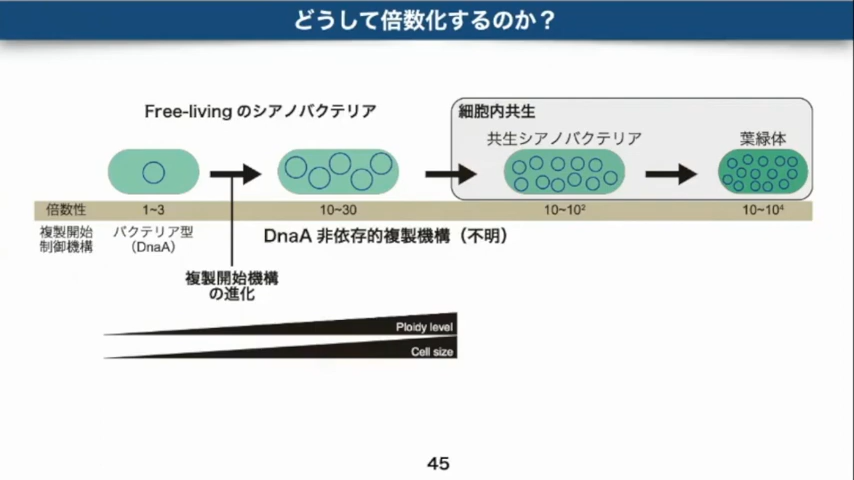 どうして倍数化するのか？
Free-living のシアノバクテリア
細胞内共生
共生シアノバクテリア
葉緑体
倍数性 1~3 10~30 10~10² 10~10⁴
複製開始
制御機構
バクテリア型
（DnaA）
DnaA 非依存的複製機構（不明）
複製開始機構
の進化
Ploidy level
Cell size
45